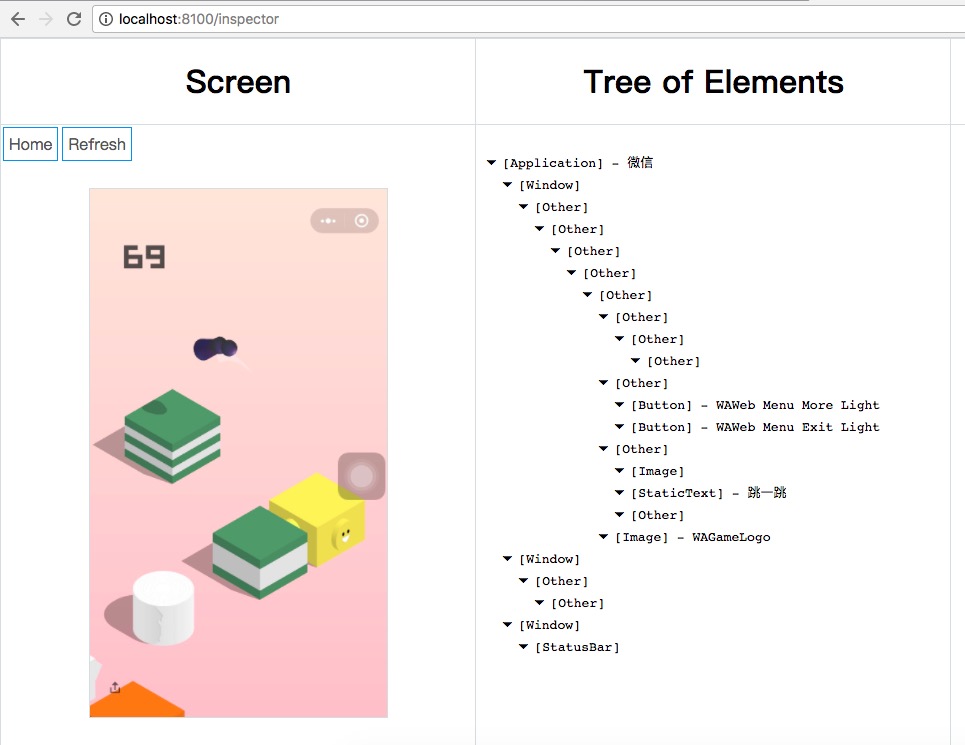 localhost:8100/inspector
Screen
Tree of Elements
Home
Refresh
69
[Application] - 微信
[Window]
[Other]
[Other]
[Other]
[Other]
[Other]
[Other]
[Other]
[Other]
[Other]
[Button] - WAWeb Menu More Light
[Button] - WAWeb Menu Exit Light
[Other]
[Image]
[StaticText] - 跳一跳
[Other]
[Image] - WAGameLogo
[Window]
[Other]
[Other]
[Window]
[StatusBar]